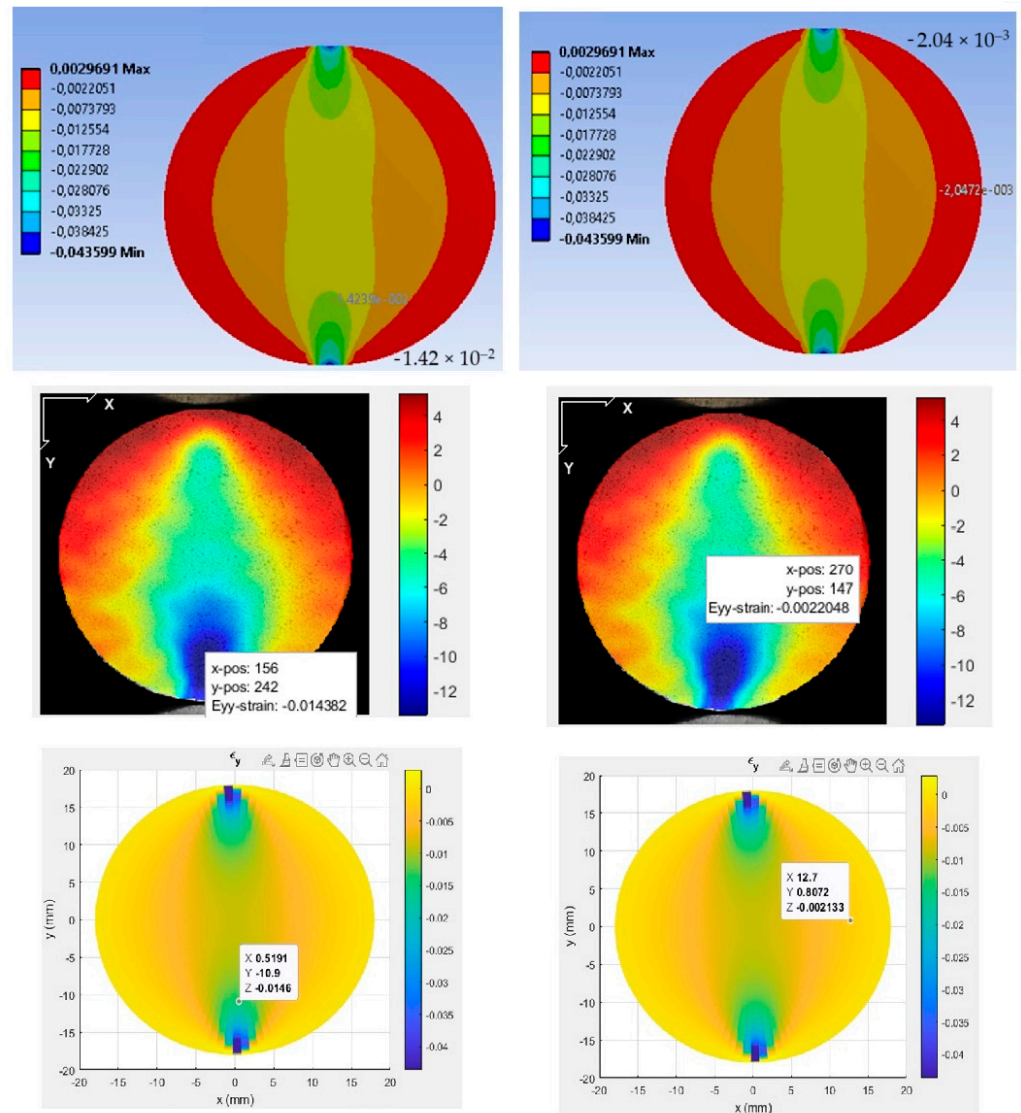 0,0029691 Max
-0,0022051
-0,0073793
-0,012554
-0,017728
-0,022902
-0,028076
-0,03325
-0,038425
-0,043599 Min
-1.42 × 10⁻²
-2.04 × 10⁻³
0,0029691 Max
-0,0022051
-0,0073793
-0,012554
-0,017728
-0,022902
-0,028076
-0,03325
-0,038425
-0,043599 Min
-2,0472e-003
X
Y
x-pos: 156
y-pos: 242
Eyy-strain: -0.014382
4
2
0
-2
-4
-6
-8
-10
-12
X
Y
x-pos: 270
y-pos: 147
Eyy-strain: -0.0022048
4
2
0
-2
-4
-6
-8
-10
-12
ϵy
20
15
10
5
0
-5
-10
-15
-20
y (mm)
X 0.5191
Y -10.9
Z -0.0146
-20 -15 -10 -5 0 5 10 15 20
x (mm)
0
-0.005
-0.01
-0.015
-0.02
-0.025
-0.03
-0.035
-0.04
ϵy
20
15
10
5
0
-5
-10
-15
-20
y (mm)
X 12.7
Y 0.8072
Z -0.002133
-20 -15 -10 -5 0 5 10 15 20
x (mm)
0
-0.005
-0.01
-0.015
-0.02
-0.025
-0.03
-0.035
-0.04